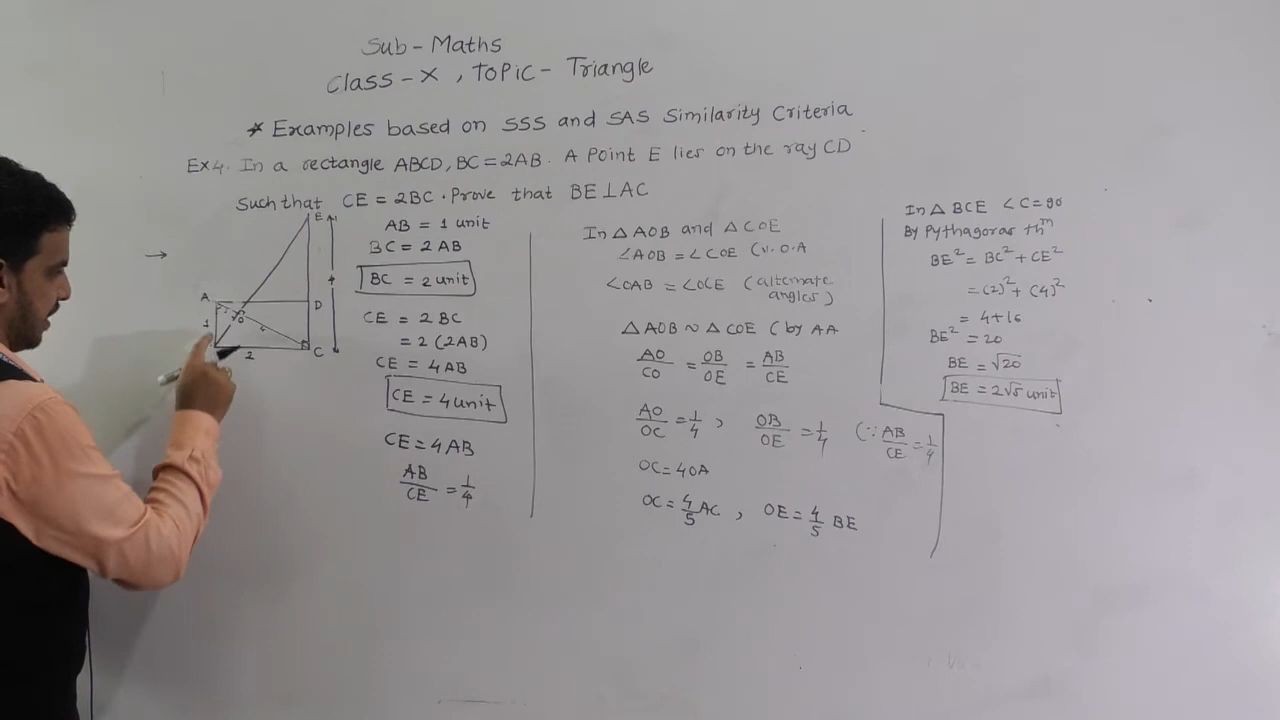 Sub - Maths
Class - X , TOPIC - Triangle
* Examples based on SSS and SAS Similarity Criteria
Ex4. In a rectangle ABCD, BC = 2AB. A Point E lies on the ray CD
Such that CE = 2BC. Prove that BE ⊥ AC
→
E
A
D
O
1
4
2
C
AB = 1 unit
BC = 2 AB
BC = 2 unit
CE = 2 BC
= 2 (2AB)
CE = 4AB
CE = 4 unit
CE = 4 AB
AB/CE = 1/4
In △ AOB and △ COE
∠AOB = ∠COE (V.O.A
∠OAB = ∠OCE (alternate angles)
△ AOB ~ △ COE (by AA
AO/CO = OB/OE = AB/CE
AO/OC = 1/4 , OB/OE = 1/4 (∵ AB/CE = 1/4
OC = 4OA
OC = 4/5 AC , OE = 4/5 BE
In △ BCE ∠C = 90
By Pythagoras thm
BE² = BC² + CE²
= (2)² + (4)²
= 4 + 16
BE² = 20
BE = √20
BE = 2√5 unit